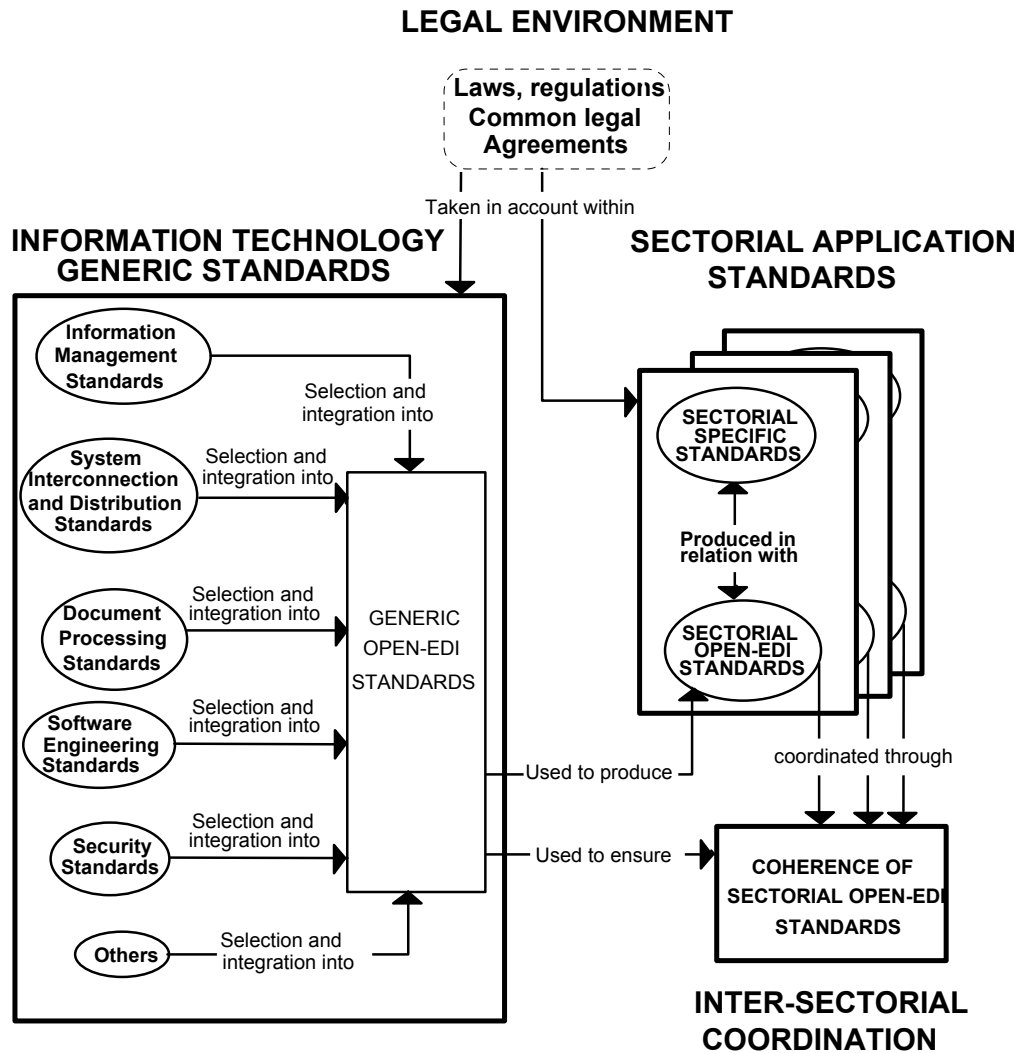 LEGAL ENVIRONMENT
Laws, regulations
Common legal
Agreements
Taken in account within
INFORMATION TECHNOLOGY
GENERIC STANDARDS
SECTORIAL APPLICATION
STANDARDS
Information
Management
Standards
Selection and
integration into
System
Interconnection
and Distribution
Standards
Selection and
integration into
Document
Processing
Standards
Selection and
integration into
Software
Engineering
Standards
Selection and
integration into
Security
Standards
Selection and
integration into
Others
Selection and
integration into
GENERIC
OPEN-EDI
STANDARDS
SECTORIAL
SPECIFIC
STANDARDS
Produced in
relation with
SECTORIAL
OPEN-EDI
STANDARDS
Used to produce
coordinated through
Used to ensure
COHERENCE OF
SECTORIAL OPEN-EDI
STANDARDS
INTER-SECTORIAL
COORDINATION